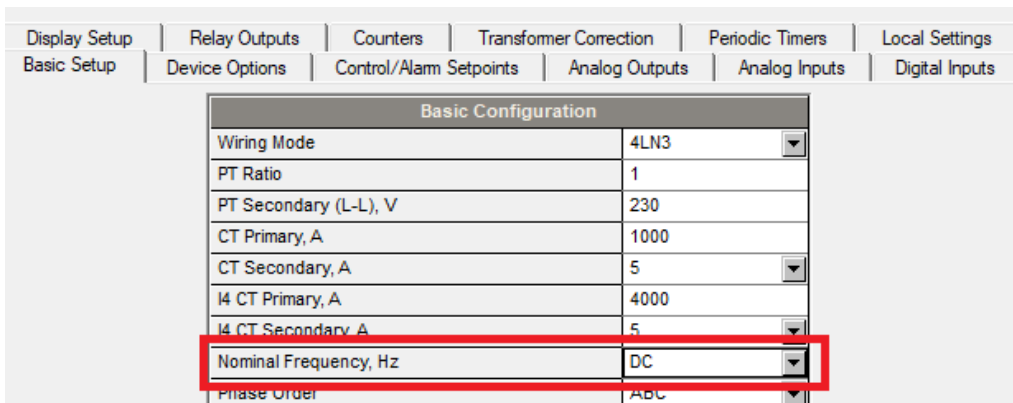 Display Setup Relay Outputs Counters Transformer Correction Periodic Timers Local Settings
Basic Setup Device Options Control/Alarm Setpoints Analog Outputs Analog Inputs Digital Inputs
Basic Configuration
Wiring Mode 4LN3
PT Ratio 1
PT Secondary (L-L), V 230
CT Primary, A 1000
CT Secondary, A 5
I4 CT Primary, A 4000
I4 CT Secondary, A 5
Nominal Frequency, Hz DC
Phase Order ABC